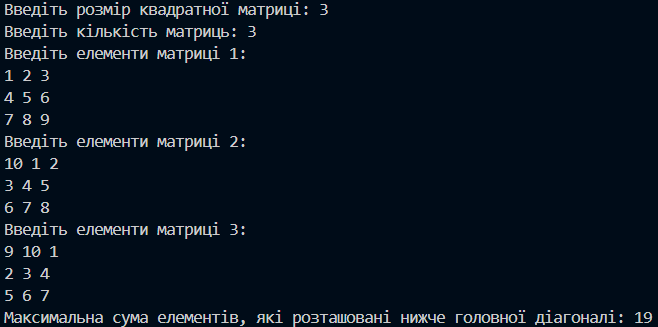 Введіть розмір квадратної матриці: 3
Введіть кількість матриць: 3
Введіть елементи матриці 1:
1 2 3
4 5 6
7 8 9
Введіть елементи матриці 2:
10 1 2
3 4 5
6 7 8
Введіть елементи матриці 3:
9 10 1
2 3 4
5 6 7
Максимальна сума елементів, які розташовані нижче головної діагоналі: 19